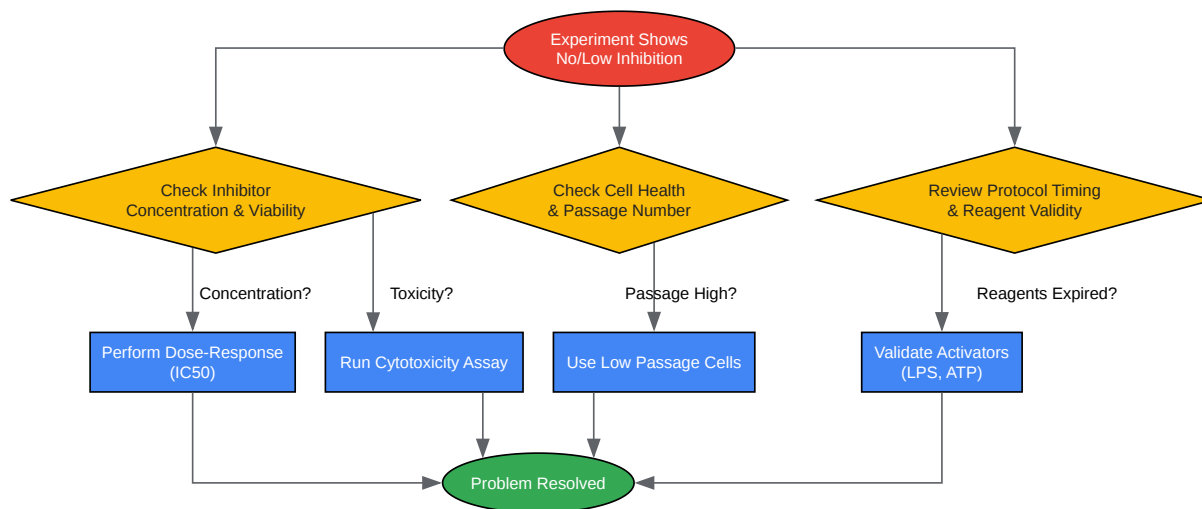 Experiment Shows
No/Low Inhibition
Check Inhibitor
Concentration & Viability
Check Cell Health
& Passage Number
Review Protocol Timing
& Reagent Validity
Concentration?
Toxicity?
Passage High?
Reagents Expired?
Perform Dose-Response
(IC50)
Run Cytotoxicity Assay
Use Low Passage Cells
Validate Activators
(LPS, ATP)
Problem Resolved